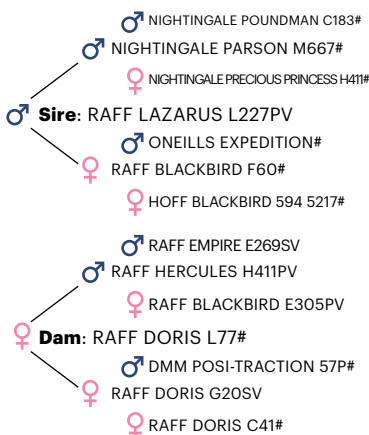 NIGHTINGALE POUNDMAN C183#
NIGHTINGALE PARSON M667#
NIGHTINGALE PRECIOUS PRINCESS H411#
Sire: RAFF LAZARUS L227PV
ONEILLS EXPEDITION#
RAFF BLACKBIRD F60#
HOFF BLACKBIRD 594 5217#
RAFF EMPIRE E269SV
RAFF HERCULES H411PV
RAFF BLACKBIRD E305PV
Dam: RAFF DORIS L77#
DMM POSI-TRACTION 57P#
RAFF DORIS G20SV
RAFF DORIS C41#